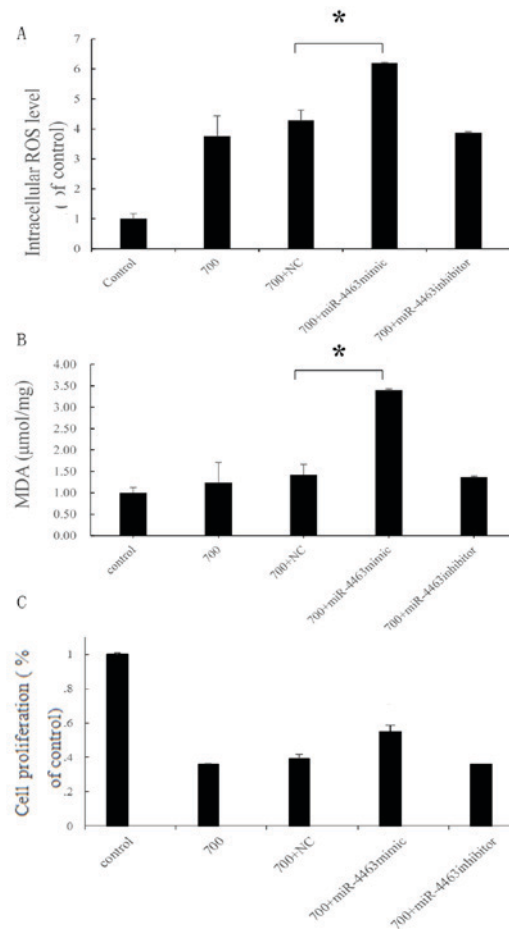 A
*
Intracellular ROS level
( of control)
7
6
5
4
3
2
1
0
Control
700
700+NC
700+miR-4463mimic
700+miR-4463inhibitor
B
*
MDA (μmol/mg)
4.00
3.50
3.00
2.50
2.00
1.50
1.00
0.50
0.00
control
700
700+NC
700+miR-4463mimic
700+miR-4463inhibitor
C
Cell proliferation ( %
of control)
1
.8
.6
.4
.2
0
control
700
700+NC
700+miR-4463mimic
700+miR-4463inhibitor